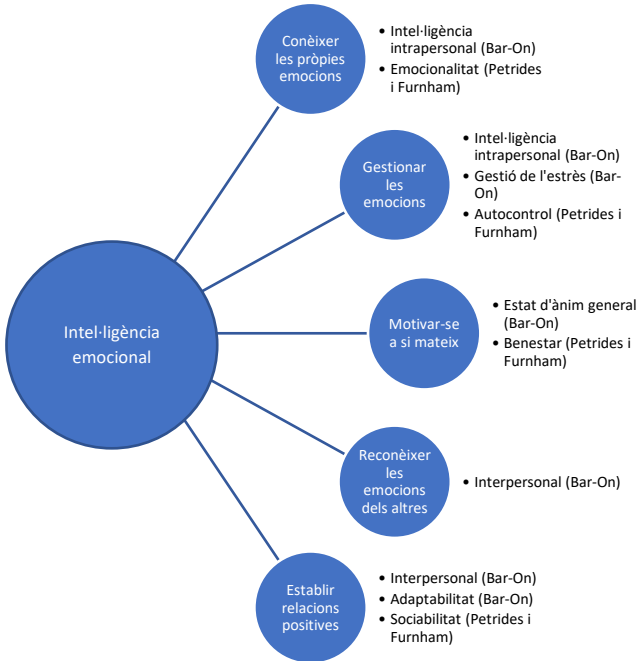 Conèixer
les pròpies
emocions
• Intel·ligència
intrapersonal (Bar-On)
• Emocionalitat (Petrides
i Furnham)
Gestionar
les
emocions
• Intel·ligència
intrapersonal (Bar-On)
• Gestió de l'estrès (Bar-
On)
• Autocontrol (Petrides i
Furnham)
Intel·ligència
emocional
Motivar-se
a si mateix
• Estat d'ànim general
(Bar-On)
• Benestar (Petrides i
Furnham)
Reconèixer
les
emocions
dels altres
• Interpersonal (Bar-On)
Establir
relacions
positives
• Interpersonal (Bar-On)
• Adaptabilitat (Bar-On)
• Sociabilitat (Petrides i
Furnham)